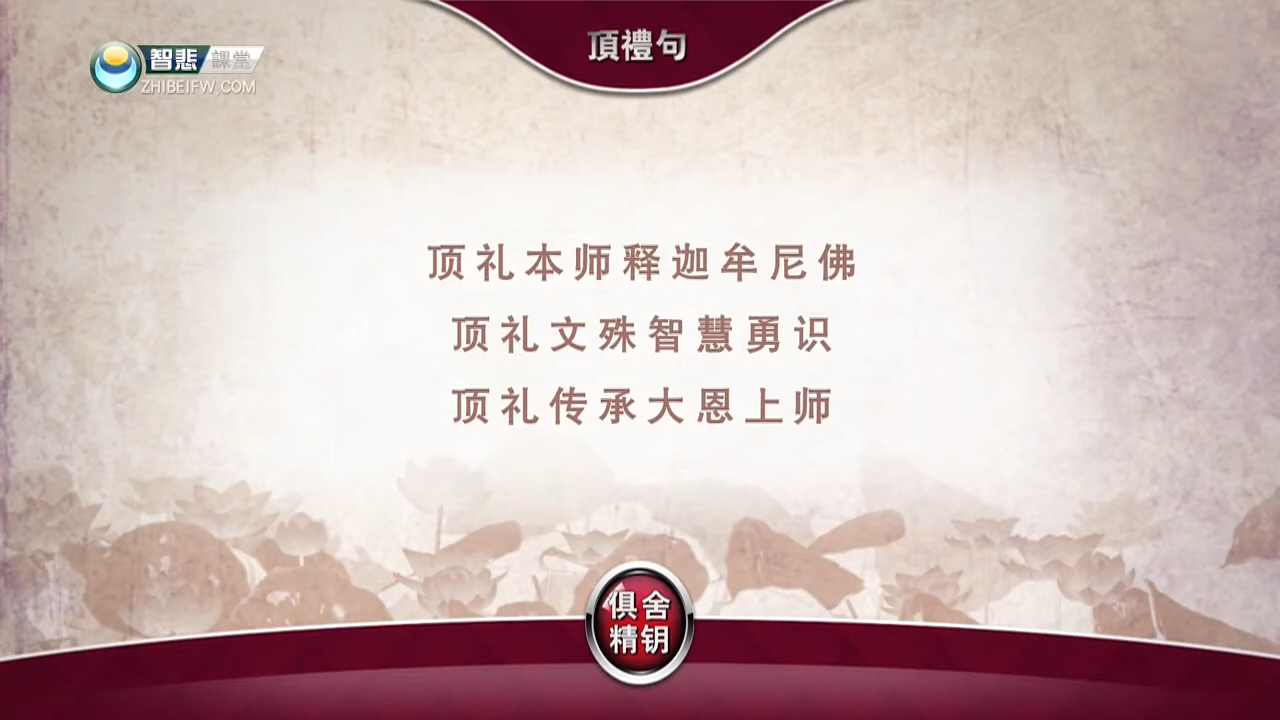 頂禮句
智悲 課堂
ZHIBEIFW.COM
顶礼本师释迦牟尼佛
顶礼文殊智慧勇识
顶礼传承大恩上师
俱舍
精钥